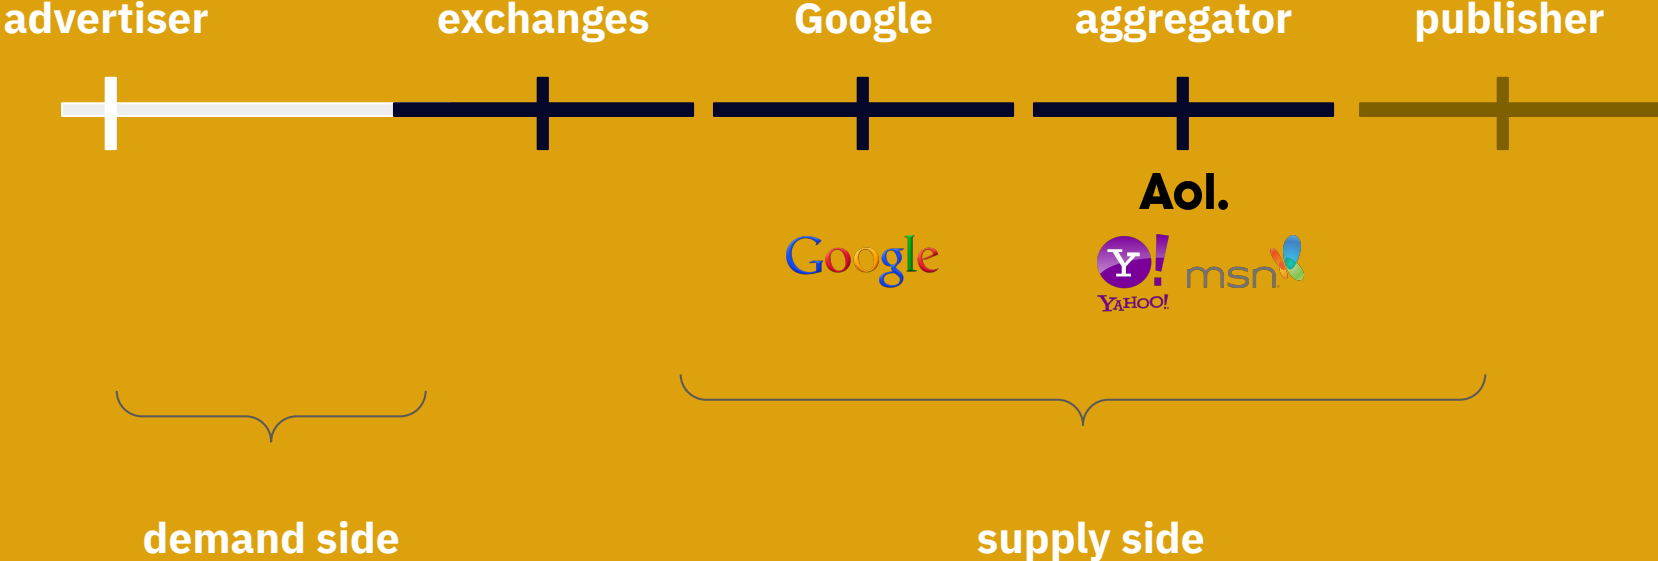 advertiser
exchanges
Google
aggregator
publisher
Aol.
Google
Y!
YAHOO!
msn
demand side
supply side